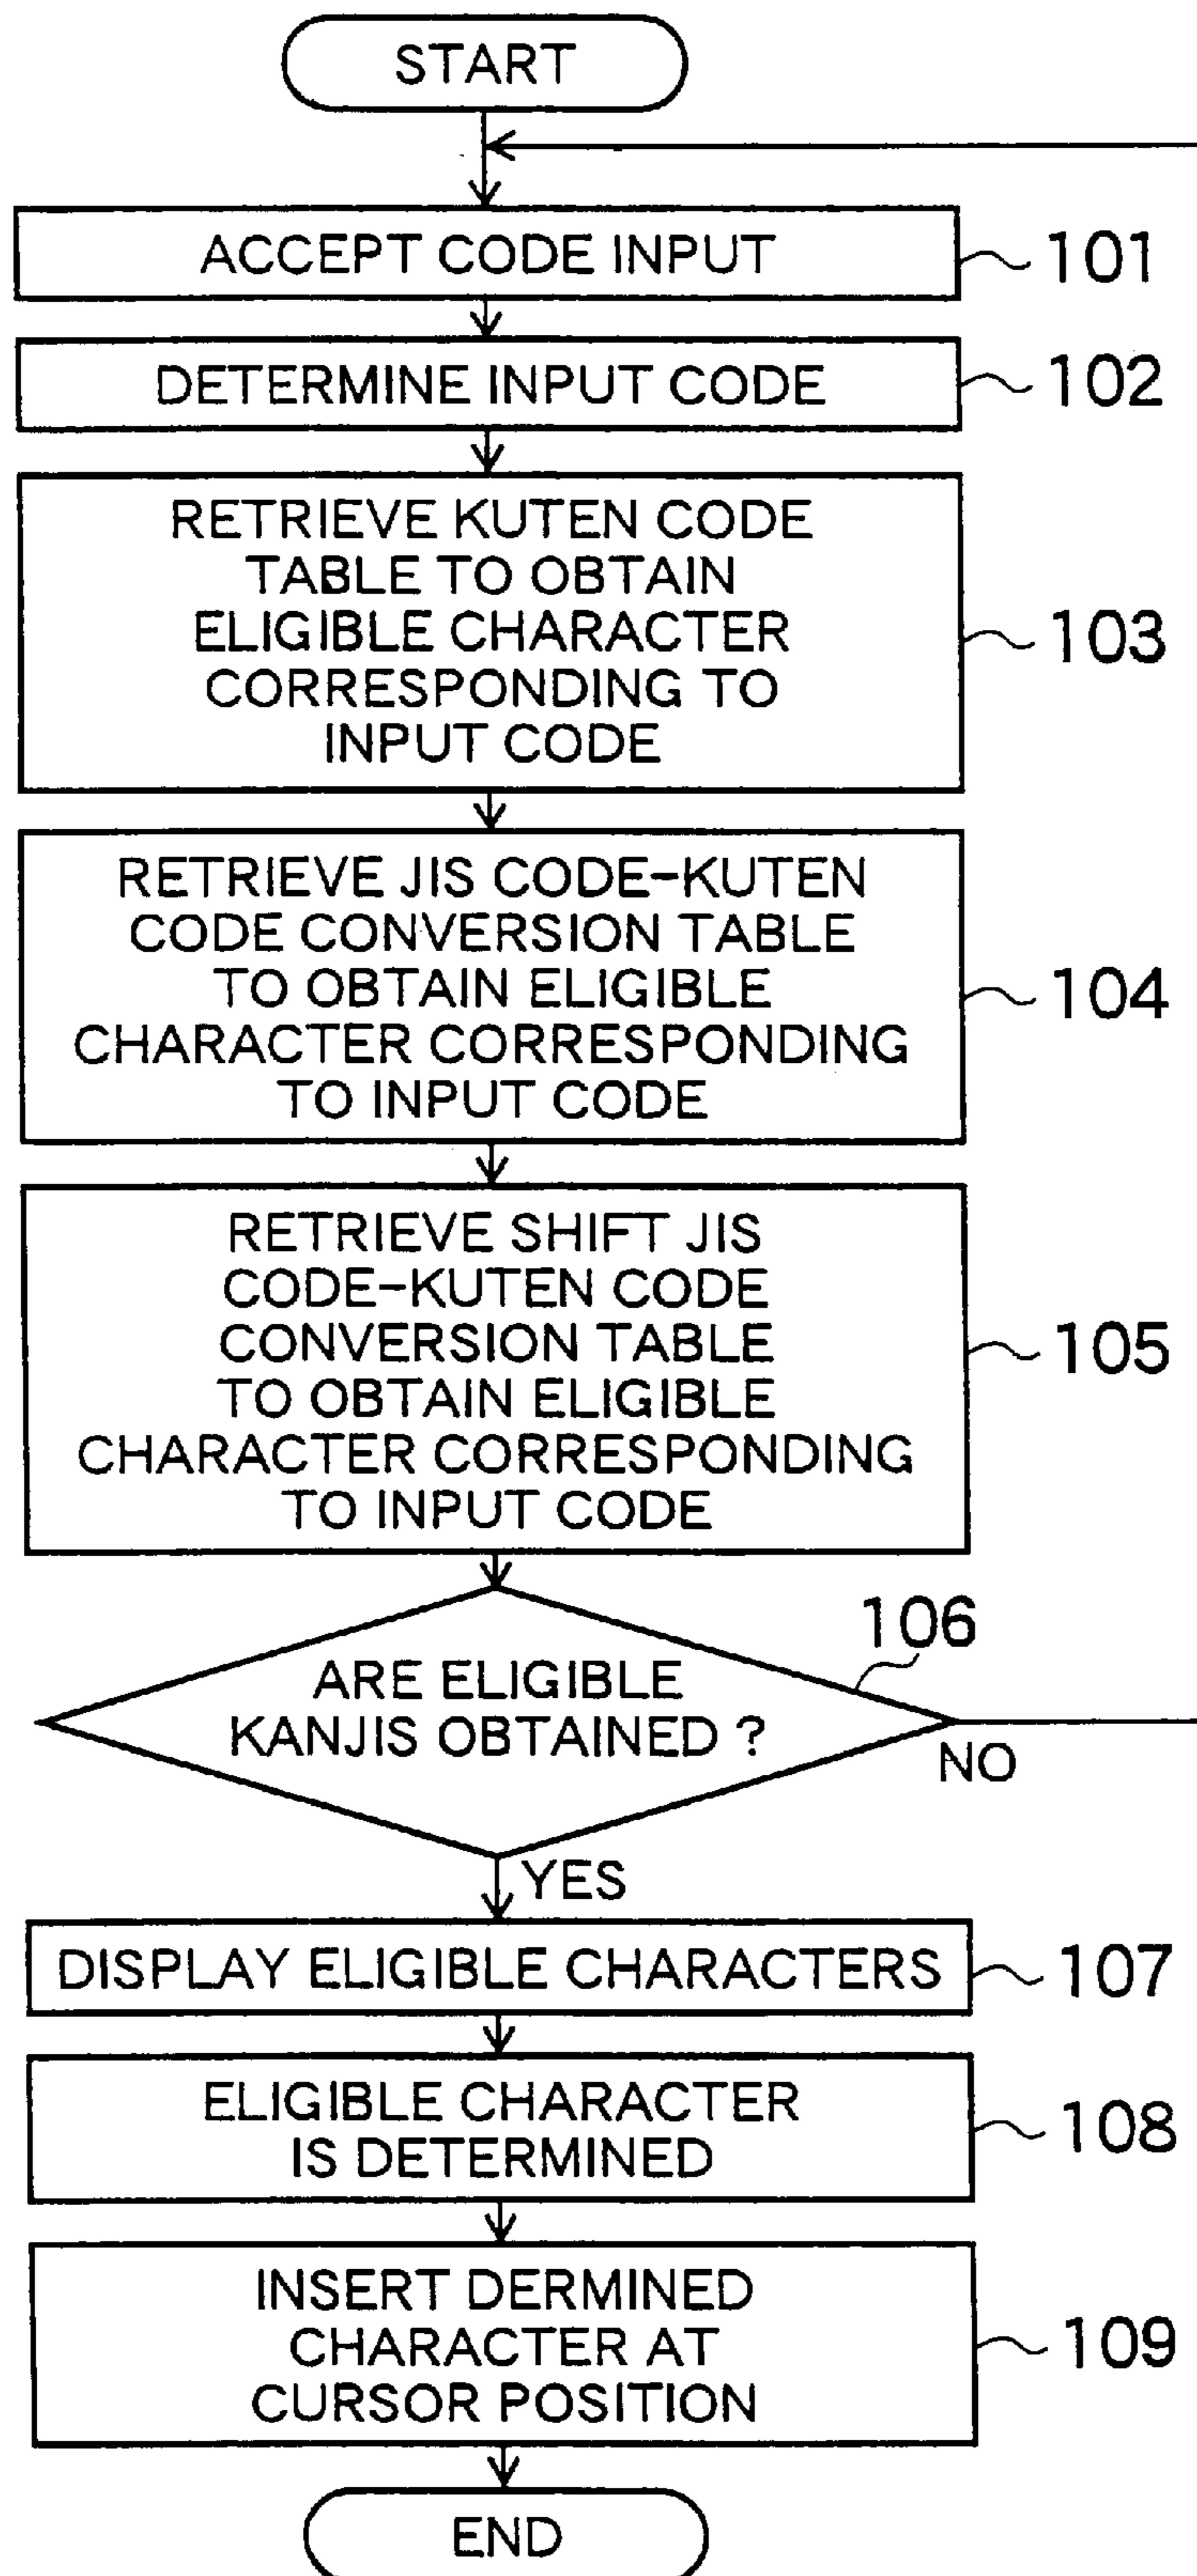 START
ACCEPT CODE INPUT
101
DETERMINE INPUT CODE
102
RETRIEVE KUTEN CODE
TABLE TO OBTAIN
ELIGIBLE CHARACTER
CORRESPONDING TO
INPUT CODE
103
RETRIEVE JIS CODE-KUTEN
CODE CONVERSION TABLE
TO OBTAIN ELIGIBLE
CHARACTER CORRESPONDING
TO INPUT CODE
104
RETRIEVE SHIFT JIS
CODE-KUTEN CODE
CONVERSION TABLE
TO OBTAIN ELIGIBLE
CHARACTER CORRESPONDING
TO INPUT CODE
105
106
ARE ELIGIBLE
KANJIS OBTAINED ?
NO
YES
DISPLAY ELIGIBLE CHARACTERS
107
ELIGIBLE CHARACTER
IS DETERMINED
108
INSERT DERMINED
CHARACTER AT
CURSOR POSITION
109
END